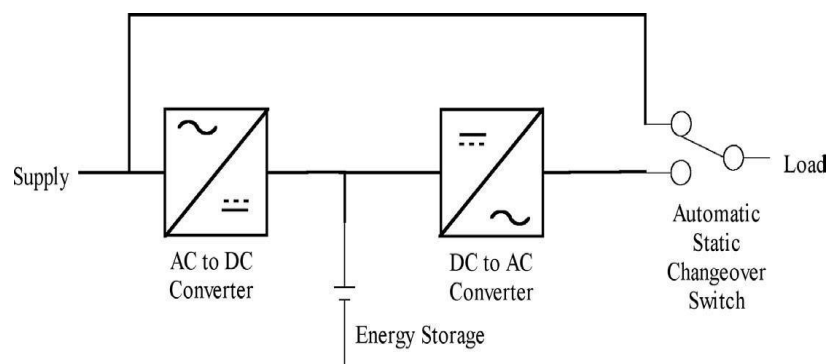 Supply
AC to DC
Converter
Energy Storage
DC to AC
Converter
Load
Automatic
Static
Changeover
Switch